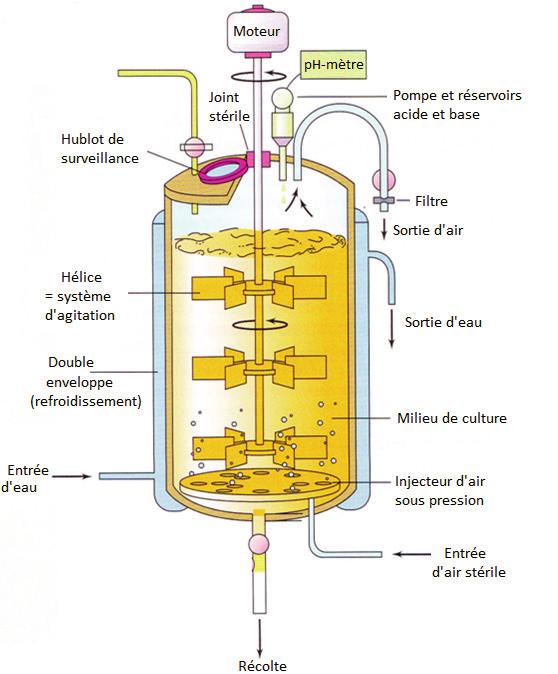 Moteur
pH-mètre
Joint
stérile
Pompe et réservoirs
acide et base
Hublot de
surveillance
Filtre
Sortie d'air
Hélice
= système
d'agitation
Sortie d'eau
Double
enveloppe
(refroidissement)
Milieu de culture
Entrée
d'eau
Injecteur d'air
sous pression
Entrée
d'air stérile
Récolte